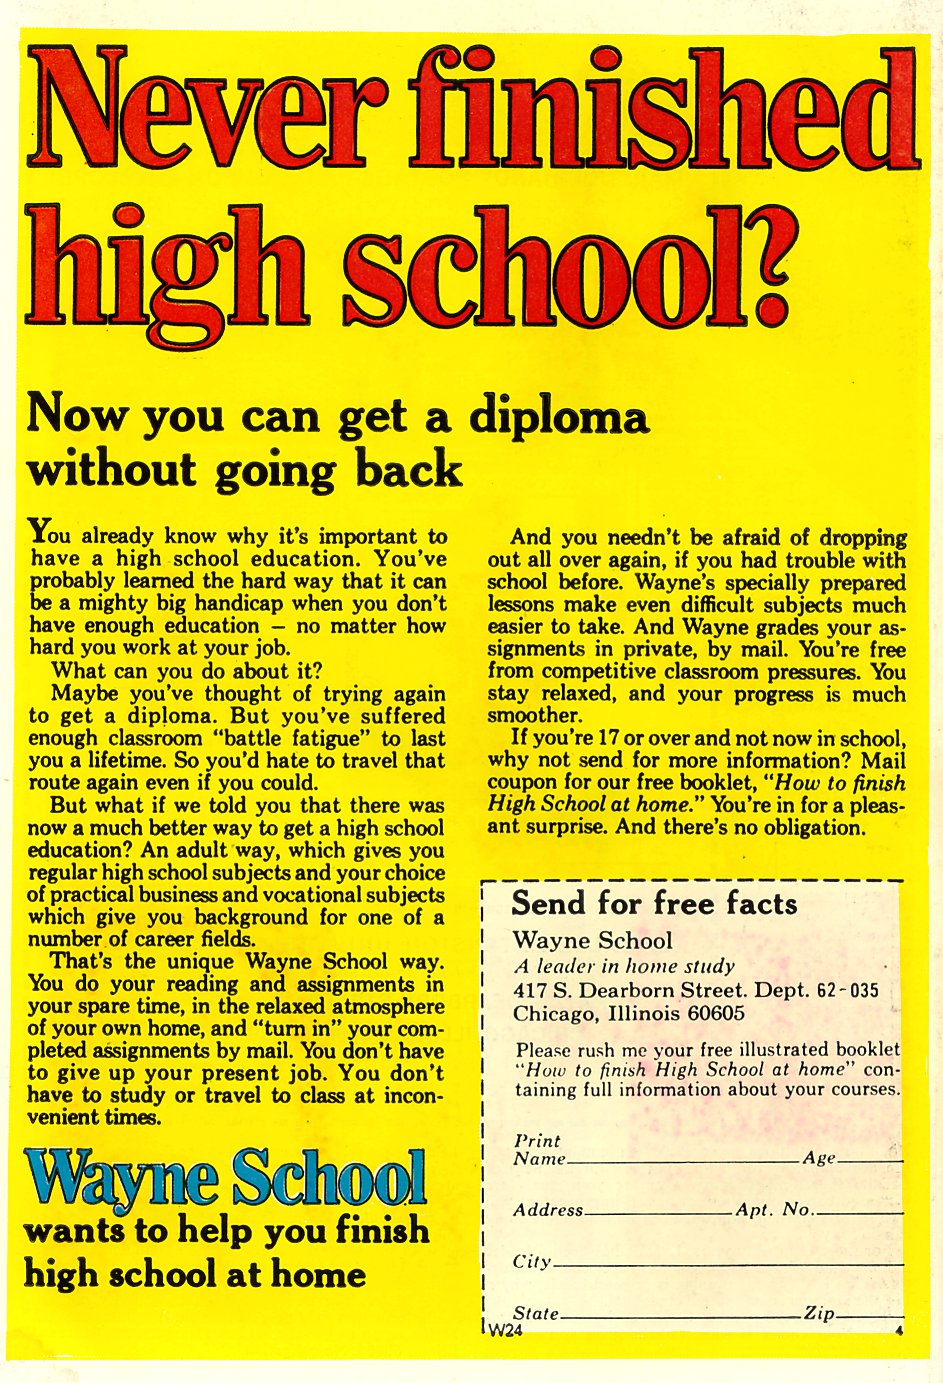 Never finished
high school?
Now you can get a diploma
without going back
You already know why it's important to
have a high school education. You've
probably learned the hard way that it can
be a mighty big handicap when you don't
have enough education — no matter how
hard you work at your job.
What can you do about it?
Maybe you've thought of trying again
to get a diploma. But you've suffered
enough classroom "battle fatigue" to last
you a lifetime. So you'd hate to travel that
route again even if you could.
But what if we told you that there was
now a much better way to get a high school
education? An adult way, which gives you
regular high school subjects and your choice
of practical business and vocational subjects
which give you background for one of a
number of career fields.
That's the unique Wayne School way.
You do your reading and assignments in
your spare time, in the relaxed atmosphere
of your own home, and "turn in" your com-
pleted assignments by mail. You don't have
to give up your present job. You don't
have to study or travel to class at incon-
venient times.
Wayne School
wants to help you finish
high school at home
And you needn't be afraid of dropping
out all over again, if you had trouble with
school before. Wayne's specially prepared
lessons make even difficult subjects much
easier to take. And Wayne grades your as-
signments in private, by mail. You're free
from competitive classroom pressures. You
stay relaxed, and your progress is much
smoother.
If you're 17 or over and not now in school,
why not send for more information? Mail
coupon for our free booklet, "How to finish
High School at home." You're in for a pleas-
ant surprise. And there's no obligation.
Send for free facts
Wayne School
A leader in home study
417 S. Dearborn Street. Dept. 62-035
Chicago, Illinois 60605
Please rush me your free illustrated booklet
"How to finish High School at home" con-
taining full information about your courses.
Print
Name Age
Address Apt. No.
City
State Zip
W24 4